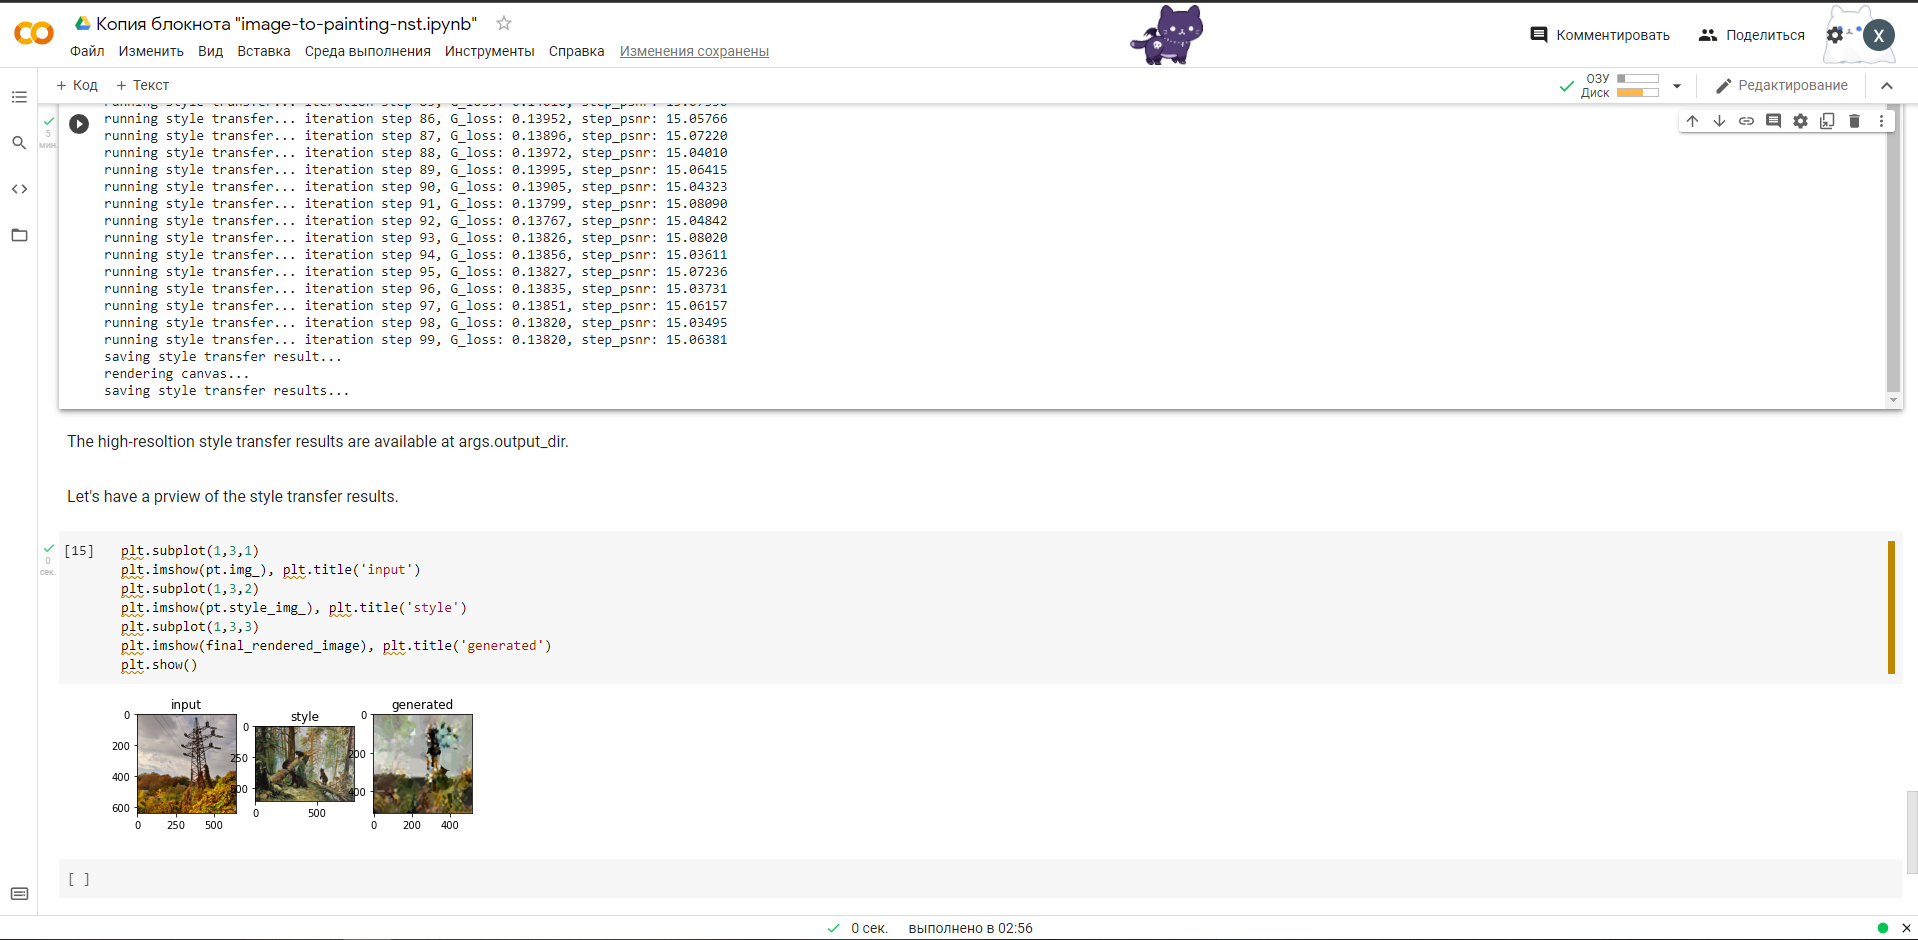 Копия блокнота "image-to-painting-nst.ipynb"
Файл Изменить Вид Вставка Среда выполнения Инструменты Справка Изменения сохранены
Комментировать Поделиться X
+ Код + Текст
ОЗУ
Диск
Редактирование
running style transfer... iteration step 86, G_loss: 0.13952, step_psnr: 15.05766
running style transfer... iteration step 87, G_loss: 0.13896, step_psnr: 15.07220
running style transfer... iteration step 88, G_loss: 0.13972, step_psnr: 15.04010
running style transfer... iteration step 89, G_loss: 0.13995, step_psnr: 15.06415
running style transfer... iteration step 90, G_loss: 0.13905, step_psnr: 15.04323
running style transfer... iteration step 91, G_loss: 0.13799, step_psnr: 15.08090
running style transfer... iteration step 92, G_loss: 0.13767, step_psnr: 15.04842
running style transfer... iteration step 93, G_loss: 0.13826, step_psnr: 15.08020
running style transfer... iteration step 94, G_loss: 0.13856, step_psnr: 15.03611
running style transfer... iteration step 95, G_loss: 0.13827, step_psnr: 15.07236
running style transfer... iteration step 96, G_loss: 0.13835, step_psnr: 15.03731
running style transfer... iteration step 97, G_loss: 0.13851, step_psnr: 15.06157
running style transfer... iteration step 98, G_loss: 0.13820, step_psnr: 15.03495
running style transfer... iteration step 99, G_loss: 0.13820, step_psnr: 15.06381
saving style transfer result...
rendering canvas...
saving style transfer results...
5
мин.
The high-resoltion style transfer results are available at args.output_dir.
Let's have a prview of the style transfer results.
0
сек.
[15] plt.subplot(1,3,1)
plt.imshow(pt.img_), plt.title('input')
plt.subplot(1,3,2)
plt.imshow(pt.style_img_), plt.title('style')
plt.subplot(1,3,3)
plt.imshow(final_rendered_image), plt.title('generated')
plt.show()
input
0
200
400
600
0 250 500
style
0
250
500
0 500
generated
0
200
400
0 200 400
[ ]
0 сек. выполнено в 02:56